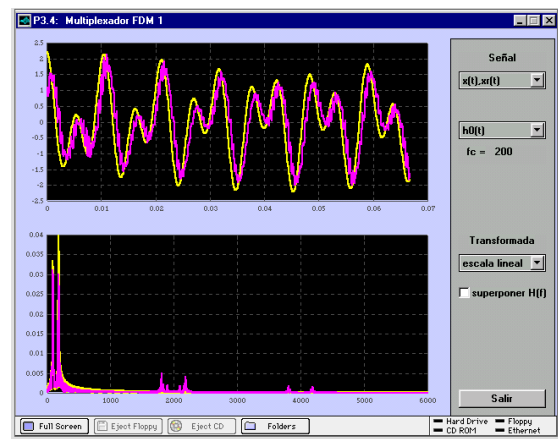 P3.4: Multiplexador FDM 1
2.5
2
1.5
1
0.5
0
-0.5
-1
-1.5
-2
-2.5
0 0.01 0.02 0.03 0.04 0.05 0.06 0.07
0.04
0.035
0.03
0.025
0.02
0.015
0.01
0.005
0
0 1000 2000 3000 4000 5000 6000
Señal
x(t),xr(t)
h0(t)
fc = 200
Transformada
escala lineal
superponer H(f)
Salir
Full Screen Eject Floppy Eject CD Folders
Hard Drive Floppy
CD ROM Ethernet